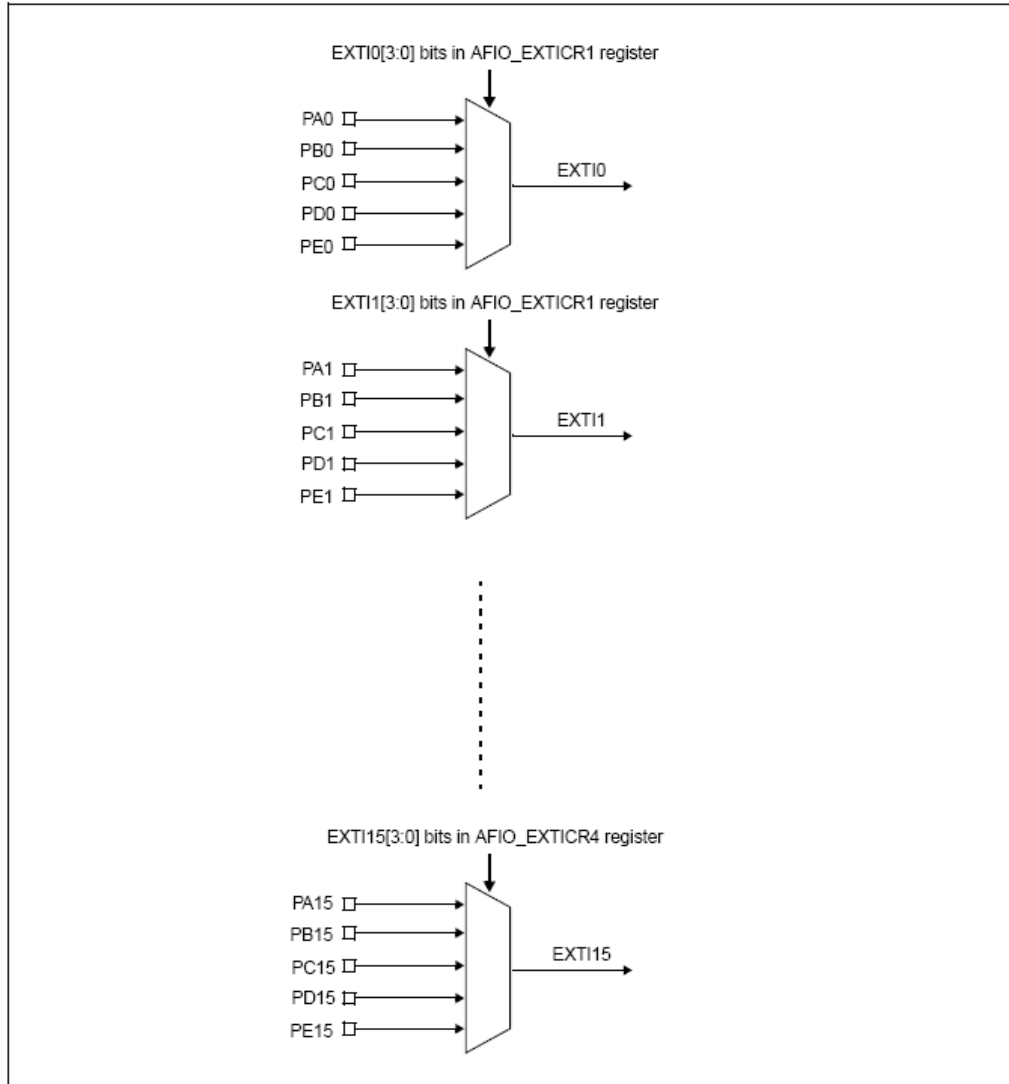 EXTI0[3:0] bits in AFIO_EXTICR1 register
PA0
PB0
PC0
PD0
PE0
EXTI0
EXTI1[3:0] bits in AFIO_EXTICR1 register
PA1
PB1
PC1
PD1
PE1
EXTI1
EXTI15[3:0] bits in AFIO_EXTICR4 register
PA15
PB15
PC15
PD15
PE15
EXTI15